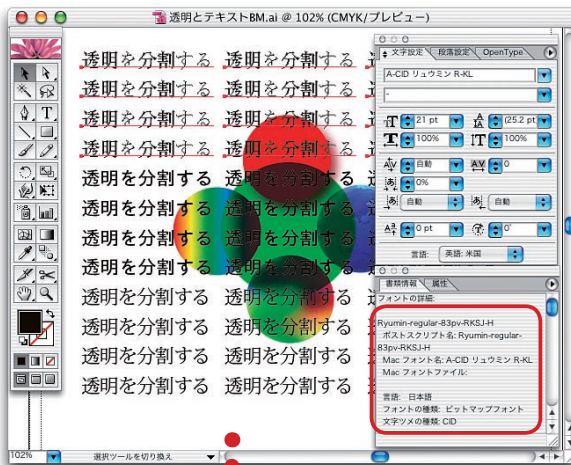 透明とテキストBM.ai @ 102% (CMYK/プレビュー)
文字設定 段落設定 OpenType
A-CID リュウミン R-KL
-
21 pt (25.2 pt
100% 100%
自動 0
0%
自動 自動
0 pt 0°
言語: 英語: 米国
透明を分割する 透明を分割する 透
透明を分割する 透明を分割する 透
透明を分割する 透明を分割する 透
透明を分割する 透明を分割する 透
透明を分割する 透明を分割する 透
透明を分割する 透明を分割する
透明を分割する 透明を分割する
透明を分割する 透明を分割する
透明を分割する 透明を分割する
透明を分割する 透明を分割する
透明を分割する 透明を分割する
透明を分割する 透明を分割する
書類情報 属性
フォントの詳細:
Ryumin-regular-83pv-RKSJ-H
ポストスクリプト名: Ryumin-regular-
83pv-RKSJ-H
Mac フォント名: A-CID リュウミン R-KL
Mac フォントファイル:
言語: 日本語
フォントの種類: ビットマップフォント
文字ツメの種類: CID
102% 選択ツールを切り換え